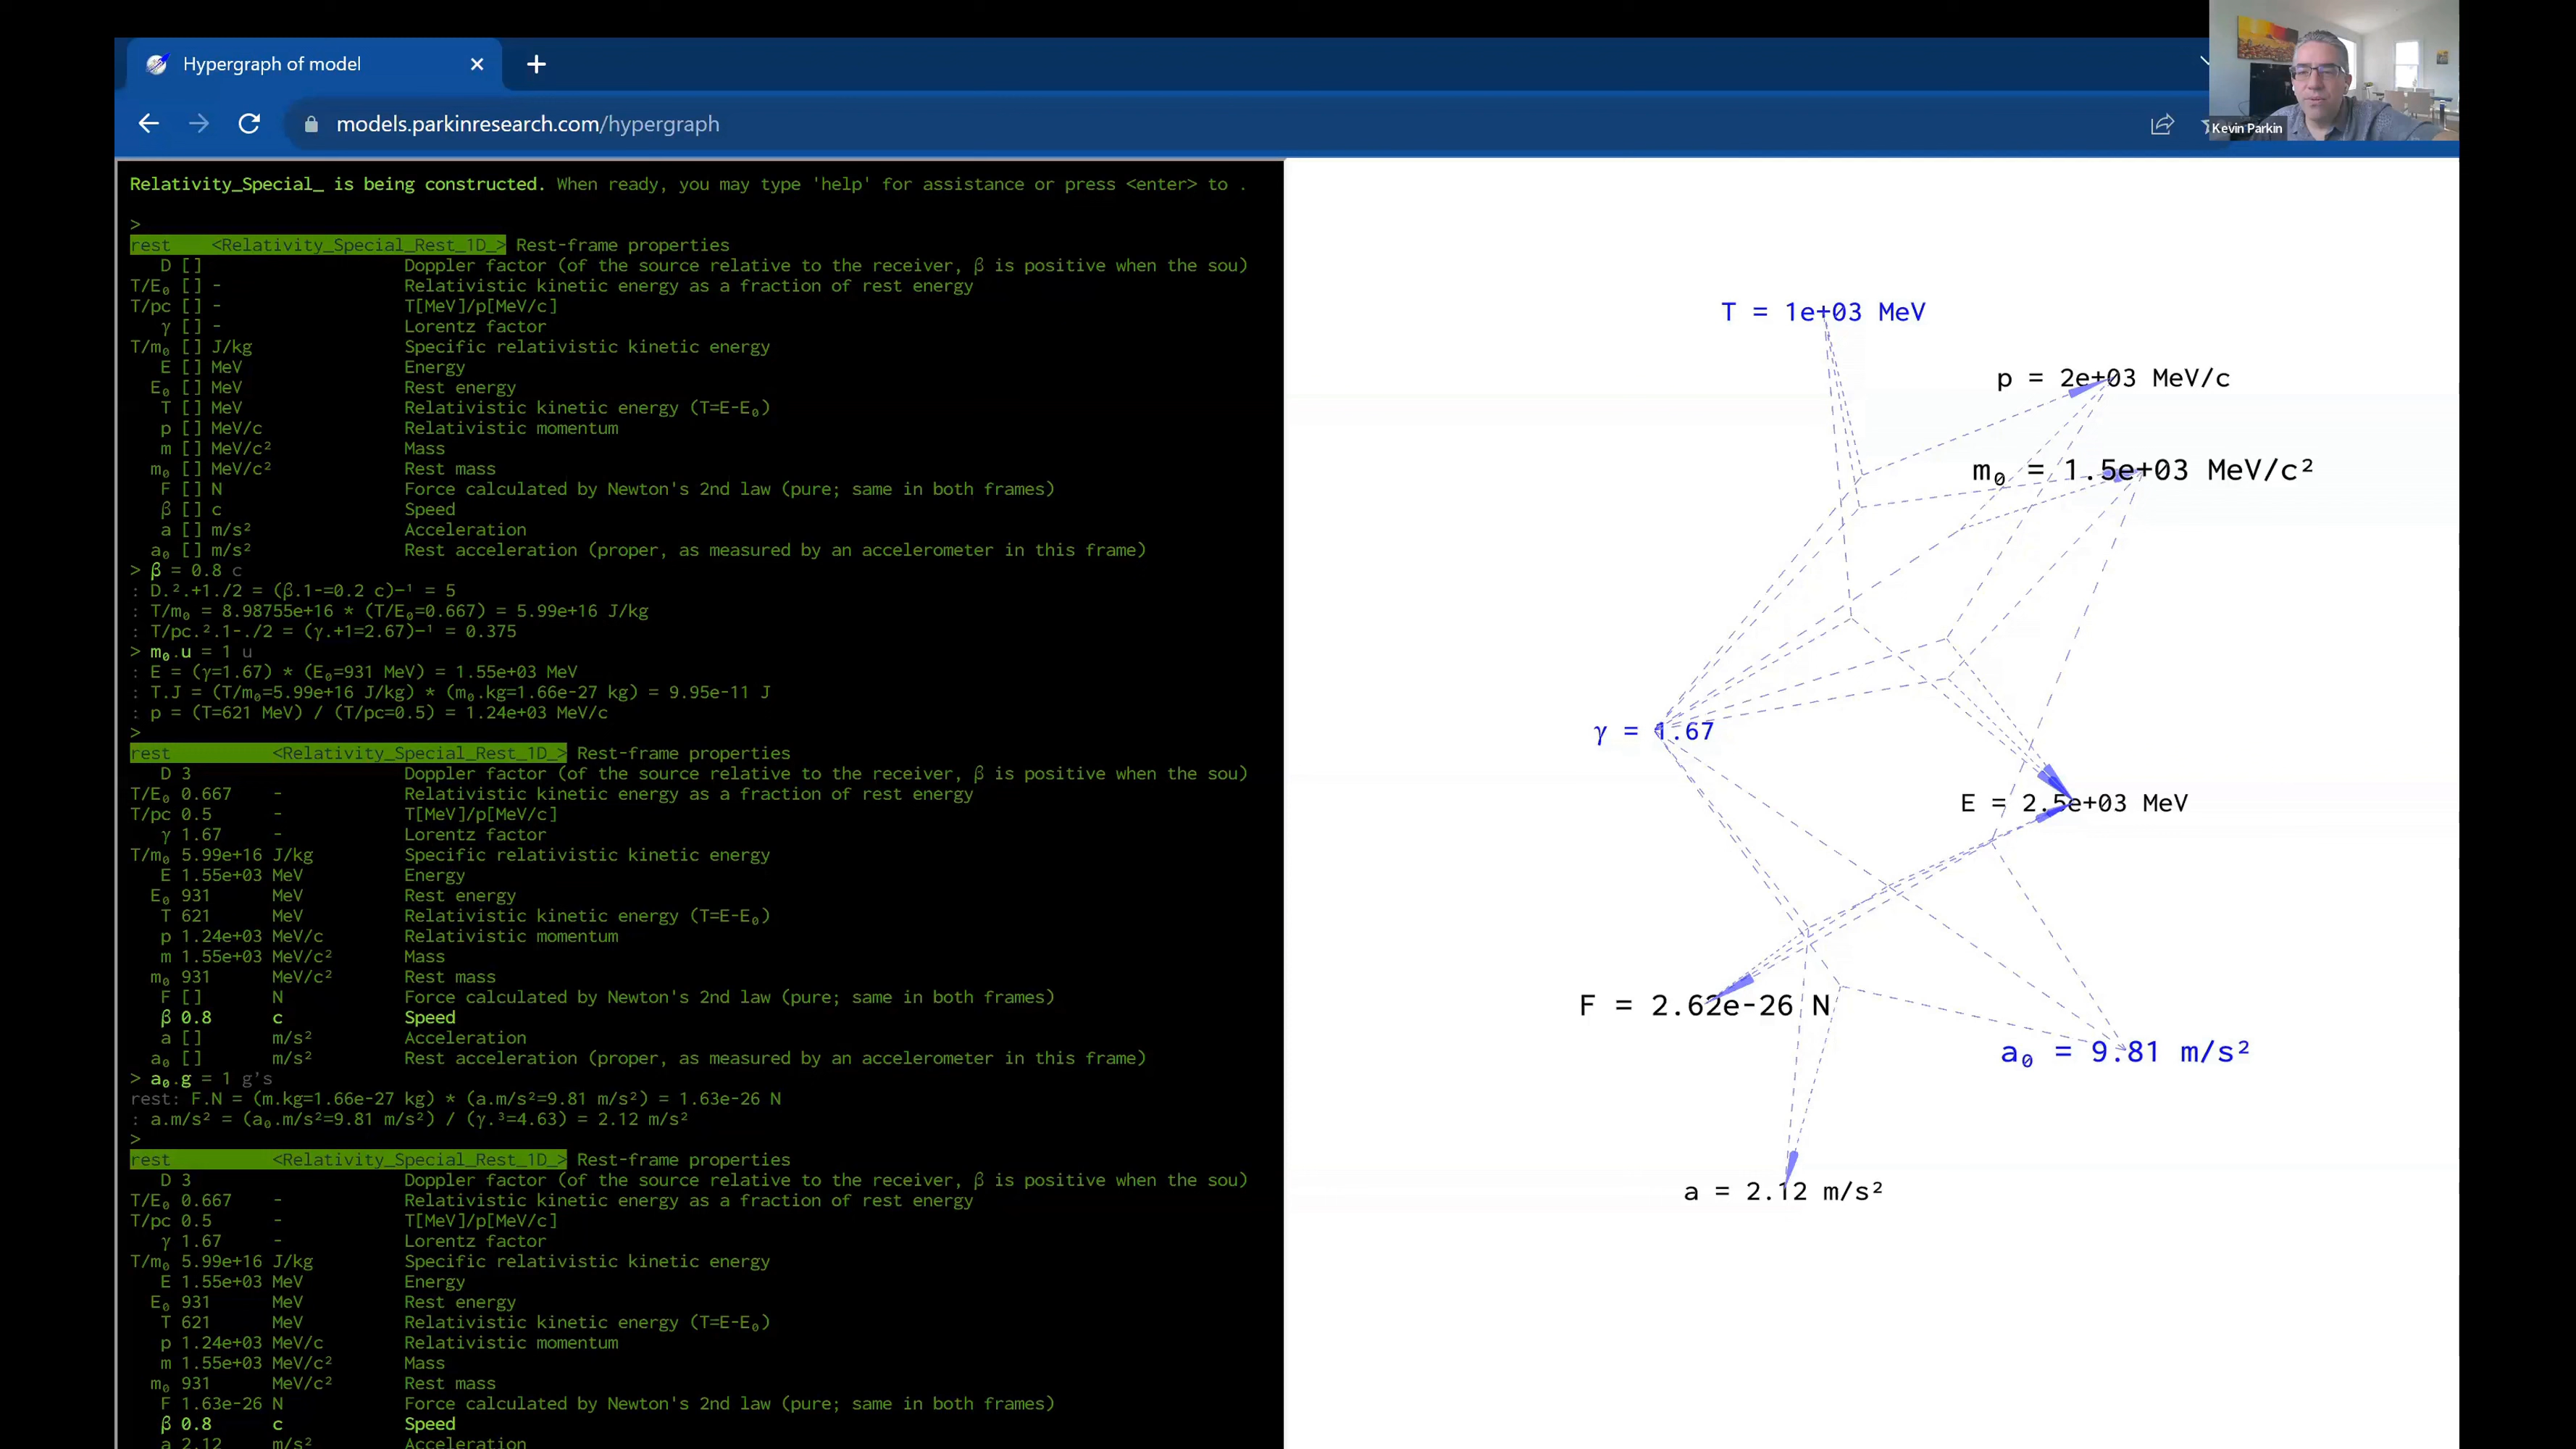 Hypergraph of model
models.parkinresearch.com/hypergraph
Kevin Parkin
Relativity_Special_ is being constructed. When ready, you may type 'help' for assistance or press <enter> to .
>
rest <Relativity_Special_Rest_1D_> Rest-frame properties
D [] Doppler factor (of the source relative to the receiver, β is positive when the sou)
T/E₀ [] - Relativistic kinetic energy as a fraction of rest energy
T/pc [] - T[MeV]/p[MeV/c]
γ [] - Lorentz factor
T/m₀ [] J/kg Specific relativistic kinetic energy
E [] MeV Energy
E₀ [] MeV Rest energy
T [] MeV Relativistic kinetic energy (T=E-E₀)
p [] MeV/c Relativistic momentum
m [] MeV/c² Mass
m₀ [] MeV/c² Rest mass
F [] N Force calculated by Newton's 2nd law (pure; same in both frames)
β [] c Speed
a [] m/s² Acceleration
a₀ [] m/s² Rest acceleration (proper, as measured by an accelerometer in this frame)
> β = 0.8 c
: D.².+1./2 = (β.1-=0.2 c)−¹ = 5
: T/m₀ = 8.98755e+16 * (T/E₀=0.667) = 5.99e+16 J/kg
: T/pc.².1-./2 = (γ.+1=2.67)−¹ = 0.375
> m₀.u = 1 u
: E = (γ=1.67) * (E₀=931 MeV) = 1.55e+03 MeV
: T.J = (T/m₀=5.99e+16 J/kg) * (m₀.kg=1.66e-27 kg) = 9.95e-11 J
: p = (T=621 MeV) / (T/pc=0.5) = 1.24e+03 MeV/c
>
rest <Relativity_Special_Rest_1D_> Rest-frame properties
D 3 Doppler factor (of the source relative to the receiver, β is positive when the sou)
T/E₀ 0.667 - Relativistic kinetic energy as a fraction of rest energy
T/pc 0.5 - T[MeV]/p[MeV/c]
γ 1.67 - Lorentz factor
T/m₀ 5.99e+16 J/kg Specific relativistic kinetic energy
E 1.55e+03 MeV Energy
E₀ 931 MeV Rest energy
T 621 MeV Relativistic kinetic energy (T=E-E₀)
p 1.24e+03 MeV/c Relativistic momentum
m 1.55e+03 MeV/c² Mass
m₀ 931 MeV/c² Rest mass
F [] N Force calculated by Newton's 2nd law (pure; same in both frames)
β 0.8 c Speed
a [] m/s² Acceleration
a₀ [] m/s² Rest acceleration (proper, as measured by an accelerometer in this frame)
> a₀.g = 1 g's
rest: F.N = (m.kg=1.66e-27 kg) * (a.m/s²=9.81 m/s²) = 1.63e-26 N
: a.m/s² = (a₀.m/s²=9.81 m/s²) / (γ.³=4.63) = 2.12 m/s²
>
rest <Relativity_Special_Rest_1D_> Rest-frame properties
D 3 Doppler factor (of the source relative to the receiver, β is positive when the sou)
T/E₀ 0.667 - Relativistic kinetic energy as a fraction of rest energy
T/pc 0.5 - T[MeV]/p[MeV/c]
γ 1.67 - Lorentz factor
T/m₀ 5.99e+16 J/kg Specific relativistic kinetic energy
E 1.55e+03 MeV Energy
E₀ 931 MeV Rest energy
T 621 MeV Relativistic kinetic energy (T=E-E₀)
p 1.24e+03 MeV/c Relativistic momentum
m 1.55e+03 MeV/c² Mass
m₀ 931 MeV/c² Rest mass
F 1.63e-26 N Force calculated by Newton's 2nd law (pure; same in both frames)
β 0.8 c Speed
a 2.12 m/s² Acceleration
T = 1e+03 MeV
p = 2e+03 MeV/c
m₀ = 1.5e+03 MeV/c²
γ = 1.67
E = 2.5e+03 MeV
F = 2.62e-26 N
a₀ = 9.81 m/s²
a = 2.12 m/s²